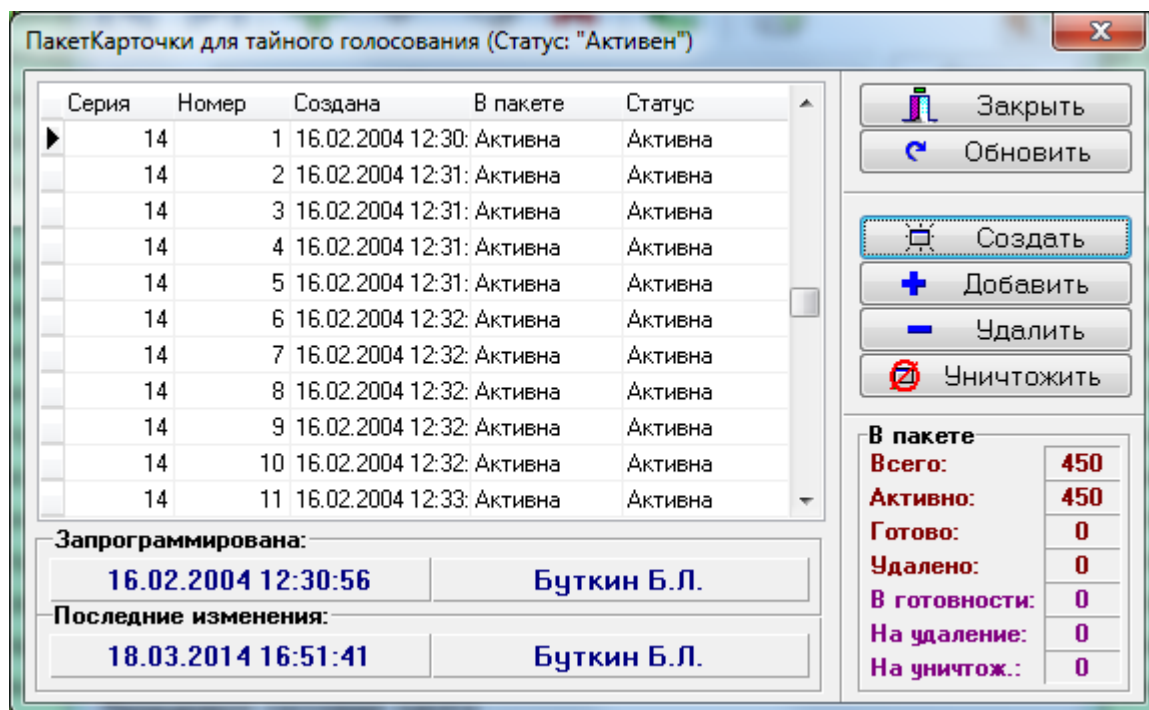 ПакетКарточки для тайного голосования (Статус: "Активен")
Серия Номер Создана В пакете Статус
14 1 16.02.2004 12:30: Активна Активна
14 2 16.02.2004 12:31: Активна Активна
14 3 16.02.2004 12:31: Активна Активна
14 4 16.02.2004 12:31: Активна Активна
14 5 16.02.2004 12:31: Активна Активна
14 6 16.02.2004 12:32: Активна Активна
14 7 16.02.2004 12:32: Активна Активна
14 8 16.02.2004 12:32: Активна Активна
14 9 16.02.2004 12:32: Активна Активна
14 10 16.02.2004 12:32: Активна Активна
14 11 16.02.2004 12:33: Активна Активна
Запрограммирована:
16.02.2004 12:30:56 Буткин Б.Л.
Последние изменения:
18.03.2014 16:51:41 Буткин Б.Л.
Закрыть
Обновить
Создать
Добавить
Удалить
Уничтожить
В пакете
Всего: 450
Активно: 450
Готово: 0
Удалено: 0
В готовности: 0
На удаление: 0
На уничтож.: 0